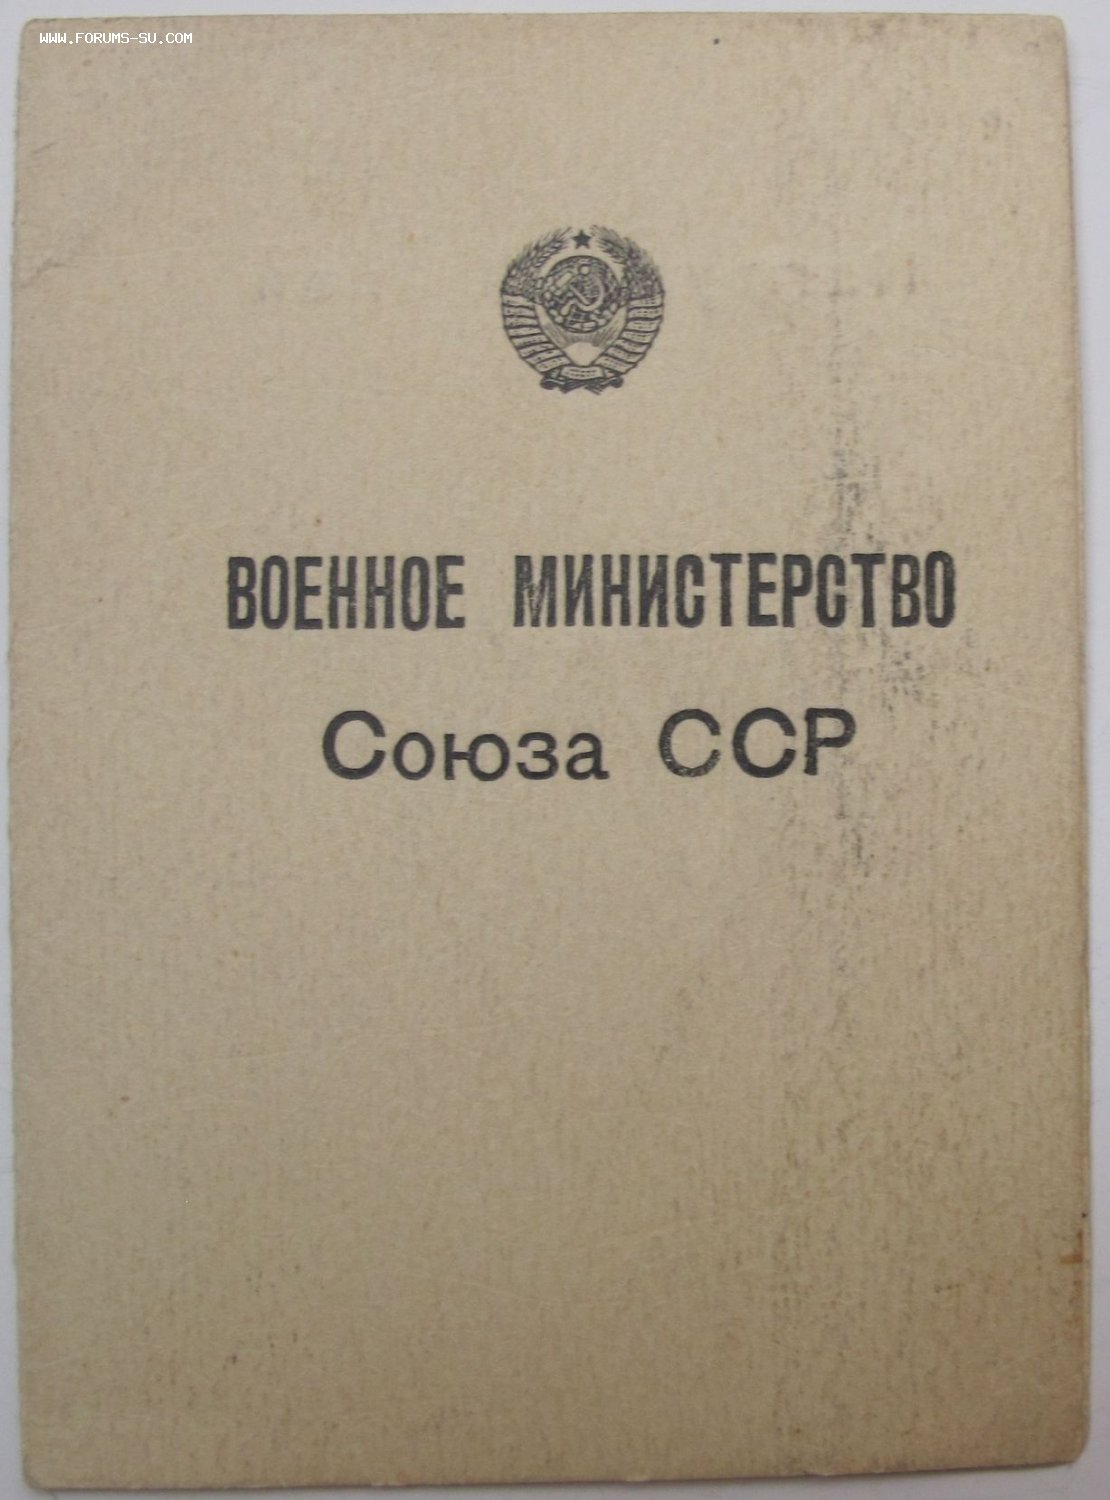 WWW.FORUMS-SU.COM
ВОЕННОЕ МИНИСТЕРСТВО
Союза ССР